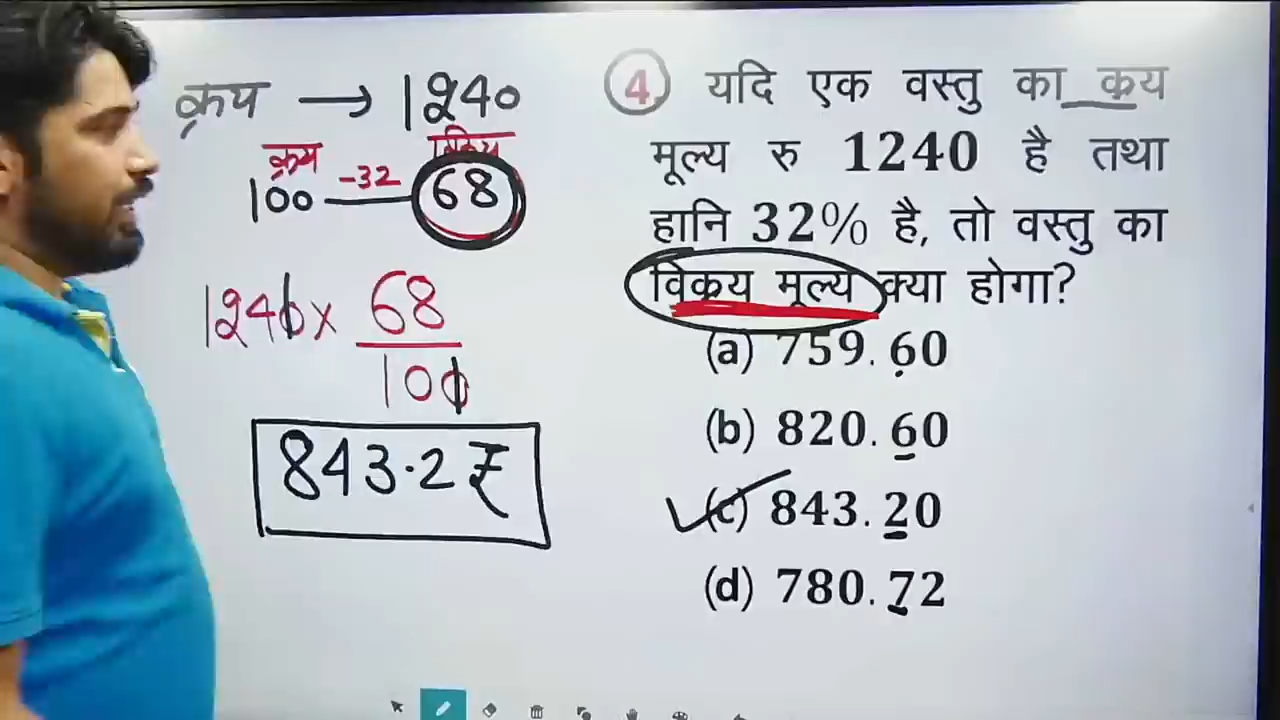 क्रय → 1240
क्रय विक्रय
100 -32 68
1240 x 68
100
843.2 ₹
4. यदि एक वस्तु का क्रय
मूल्य रु 1240 है तथा
हानि 32% है, तो वस्तु का
विक्रय मूल्य क्या होगा?
(a) 759.60
(b) 820.60
(c) 843.20
(d) 780.72